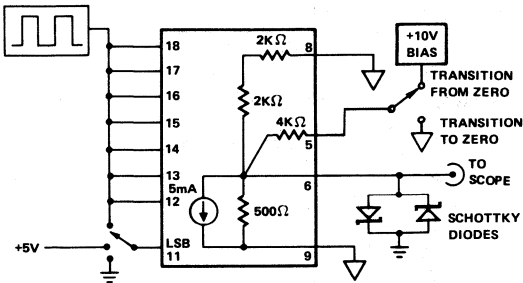 +10V
BIAS
2KΩ
8
18
17
TRANSITION
FROM ZERO
16
2KΩ
4KΩ
15
5
TRANSITION
TO ZERO
14
13
6
TO
SCOPE
5mA
12
500Ω
SCHOTTKY
DIODES
+5V
LSB
11
9